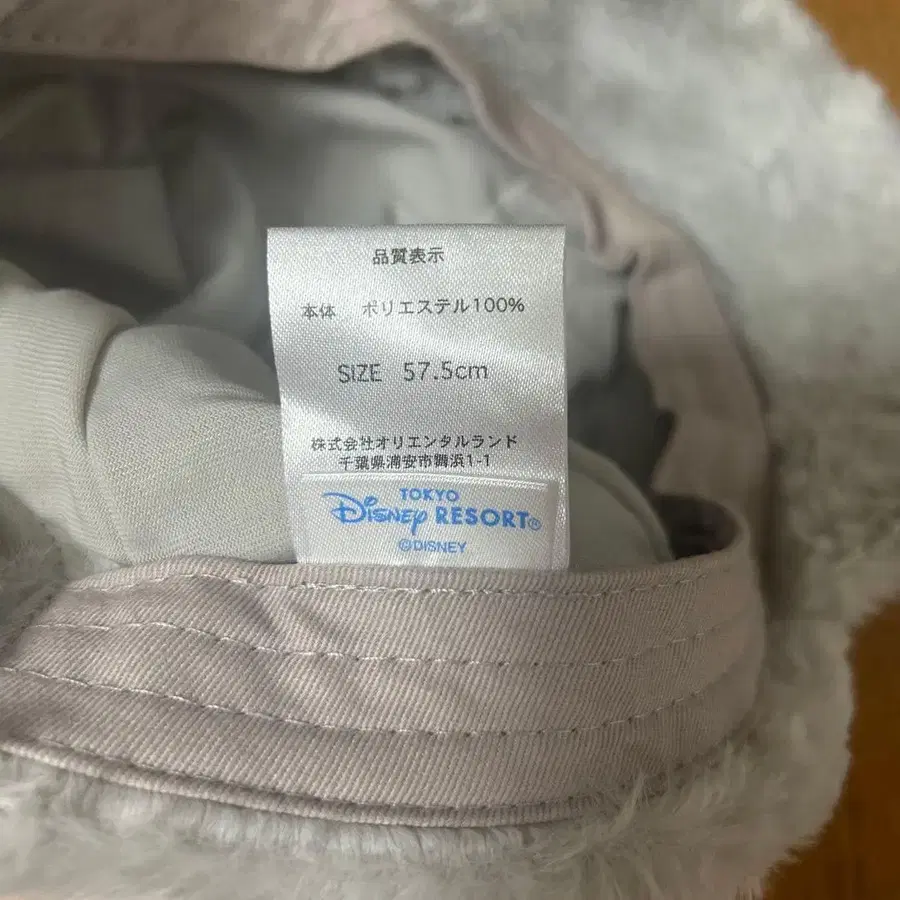 品質表示
本体 ポリエステル100%
SIZE 57.5cm
株式会社オリエンタルランド
千葉県浦安市舞浜1-1
TOKYO
Disney RESORT®
©DISNEY